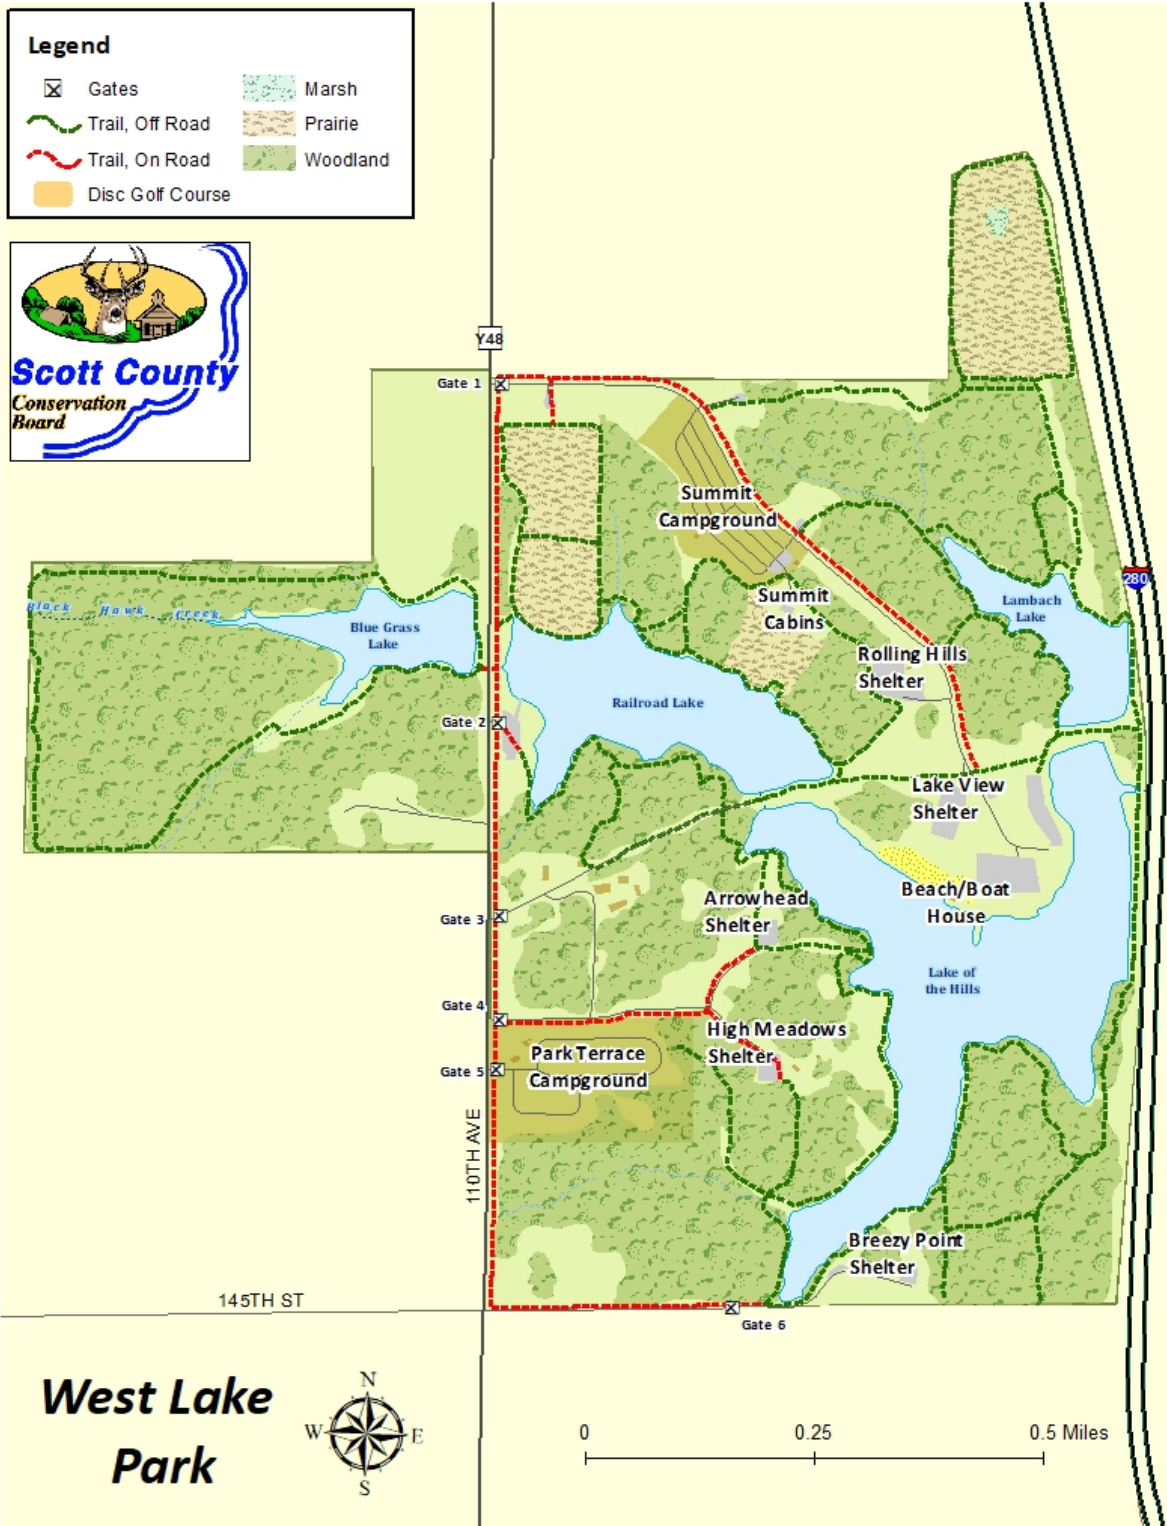 Legend
Gates
Marsh
Trail, Off Road
Prairie
Trail, On Road
Woodland
Disc Golf Course
Scott County
Conservation
Board
Y48
Gate 1
Summit
Campground
280
Black Hawk Creek
Blue Grass
Lake
Summit
Cabins
Lambach
Lake
Rolling Hills
Shelter
Railroad Lake
Gate 2
Lake View
Shelter
Arrowhead
Shelter
Beach/Boat
House
Gate 3
Lake of
the Hills
Gate 4
High Meadows
Shelter
Park Terrace
Campground
Gate 5
110TH AVE
Breezy Point
Shelter
145TH ST
Gate 6
West Lake
Park
N
W
E
S
0
0.25
0.5 Miles